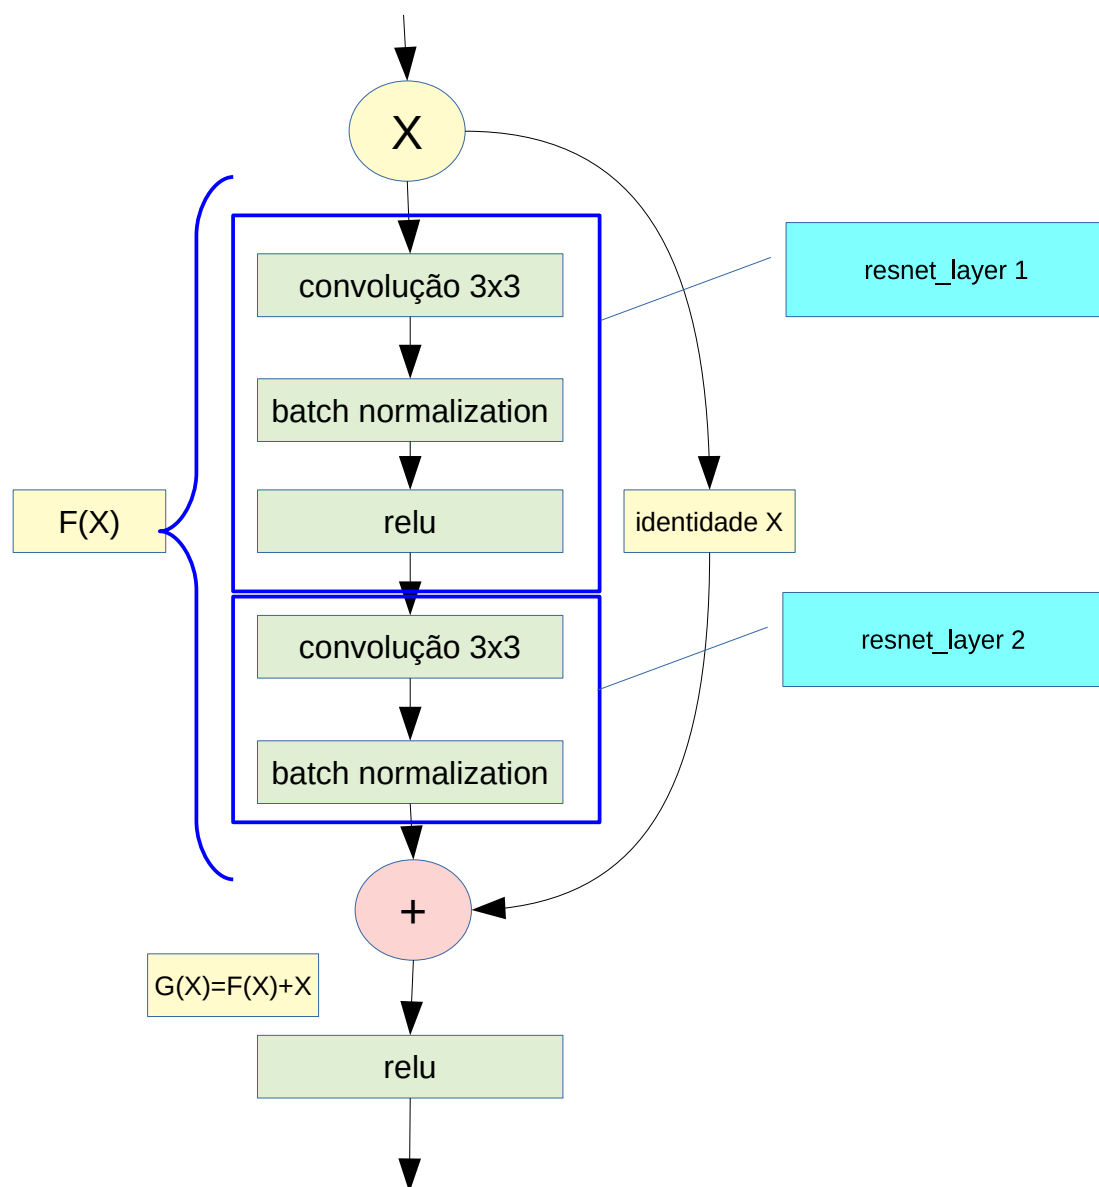 X
convolução 3x3
resnet_layer 1
batch normalization
F(X)
relu
identidade X
convolução 3x3
resnet_layer 2
batch normalization
+
G(X)=F(X)+X
relu